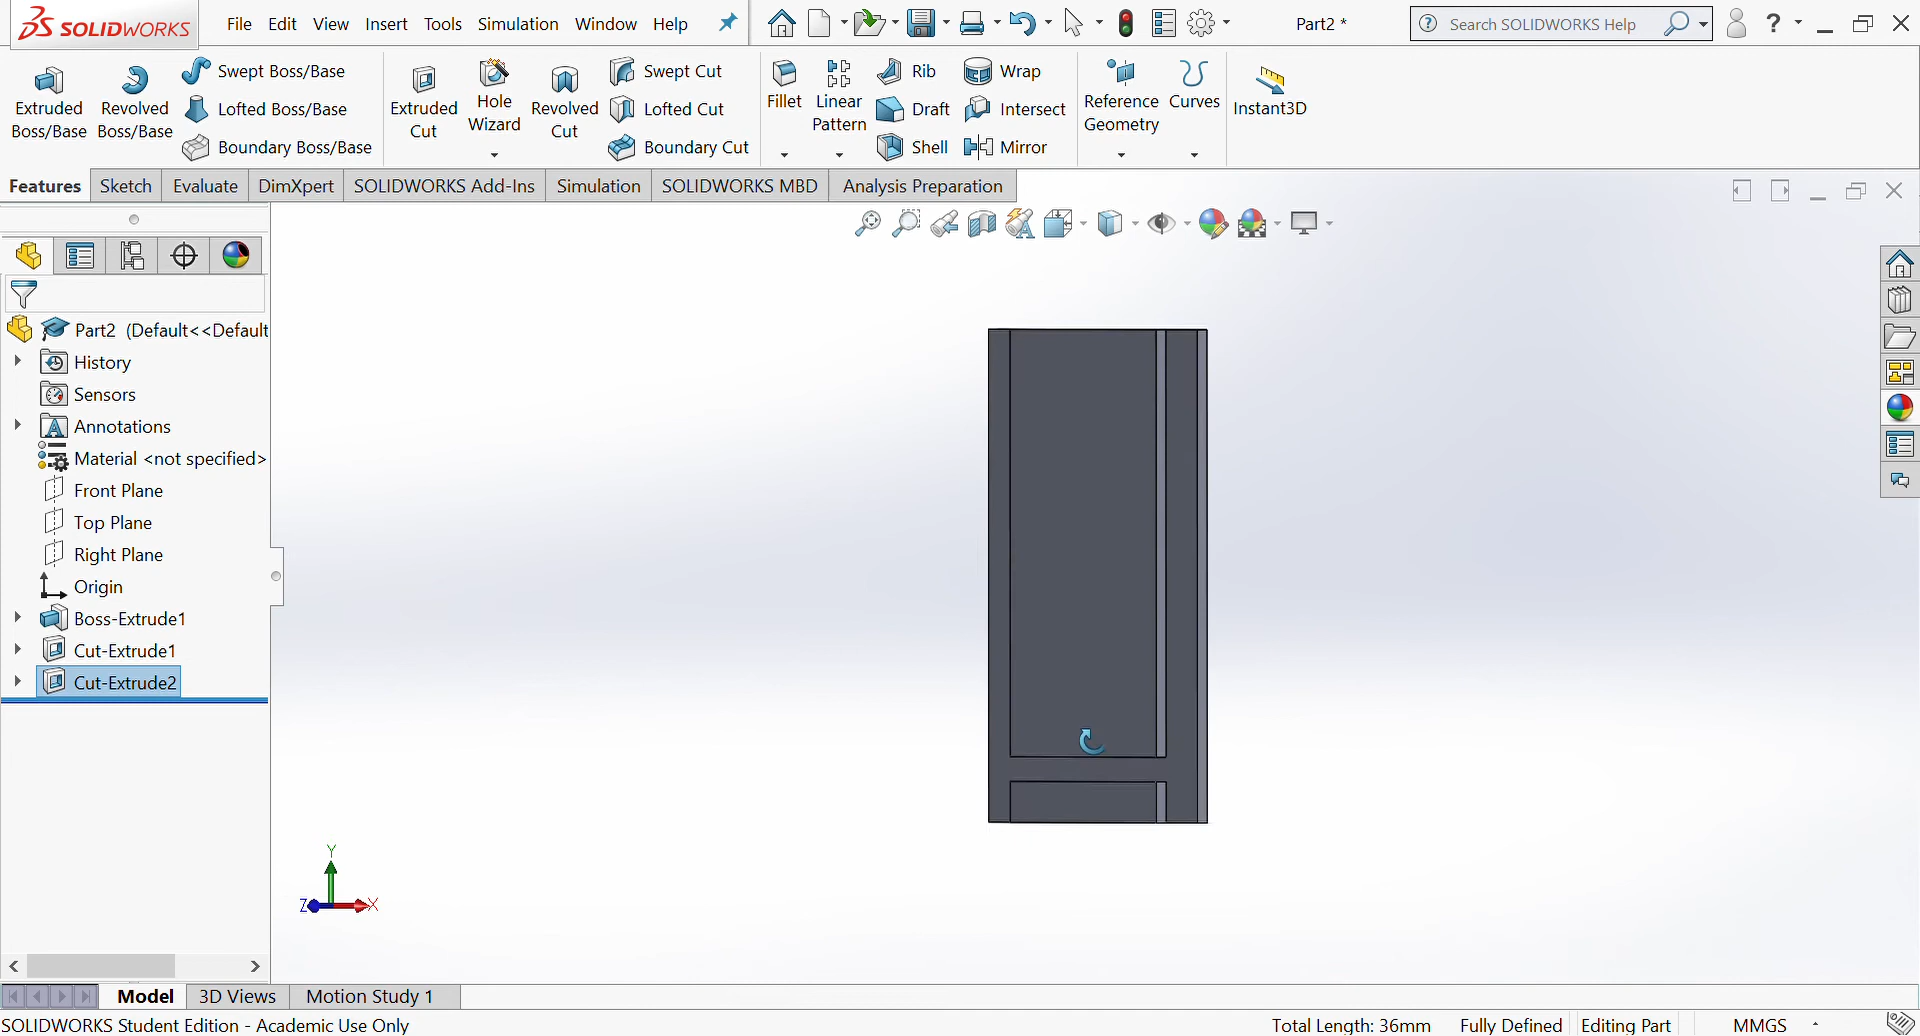 SOLIDWORKS File Edit View Insert Tools Simulation Window Help Part2 * Search SOLIDWORKS Help ?
Extruded Boss/Base
Revolved Boss/Base
Swept Boss/Base
Lofted Boss/Base
Boundary Boss/Base
Extruded Cut
Hole Wizard
Revolved Cut
Swept Cut
Lofted Cut
Boundary Cut
Fillet
Linear Pattern
Rib
Draft
Shell
Wrap
Intersect
Mirror
Reference Geometry
Curves
Instant3D
Features Sketch Evaluate DimXpert SOLIDWORKS Add-Ins Simulation SOLIDWORKS MBD Analysis Preparation
Part2 (Default<<Default
History
Sensors
Annotations
Material <not specified>
Front Plane
Top Plane
Right Plane
Origin
Boss-Extrude1
Cut-Extrude1
Cut-Extrude2
Y
Z X
Model 3D Views Motion Study 1
SOLIDWORKS Student Edition - Academic Use Only Total Length: 36mm Fully Defined Editing Part MMGS